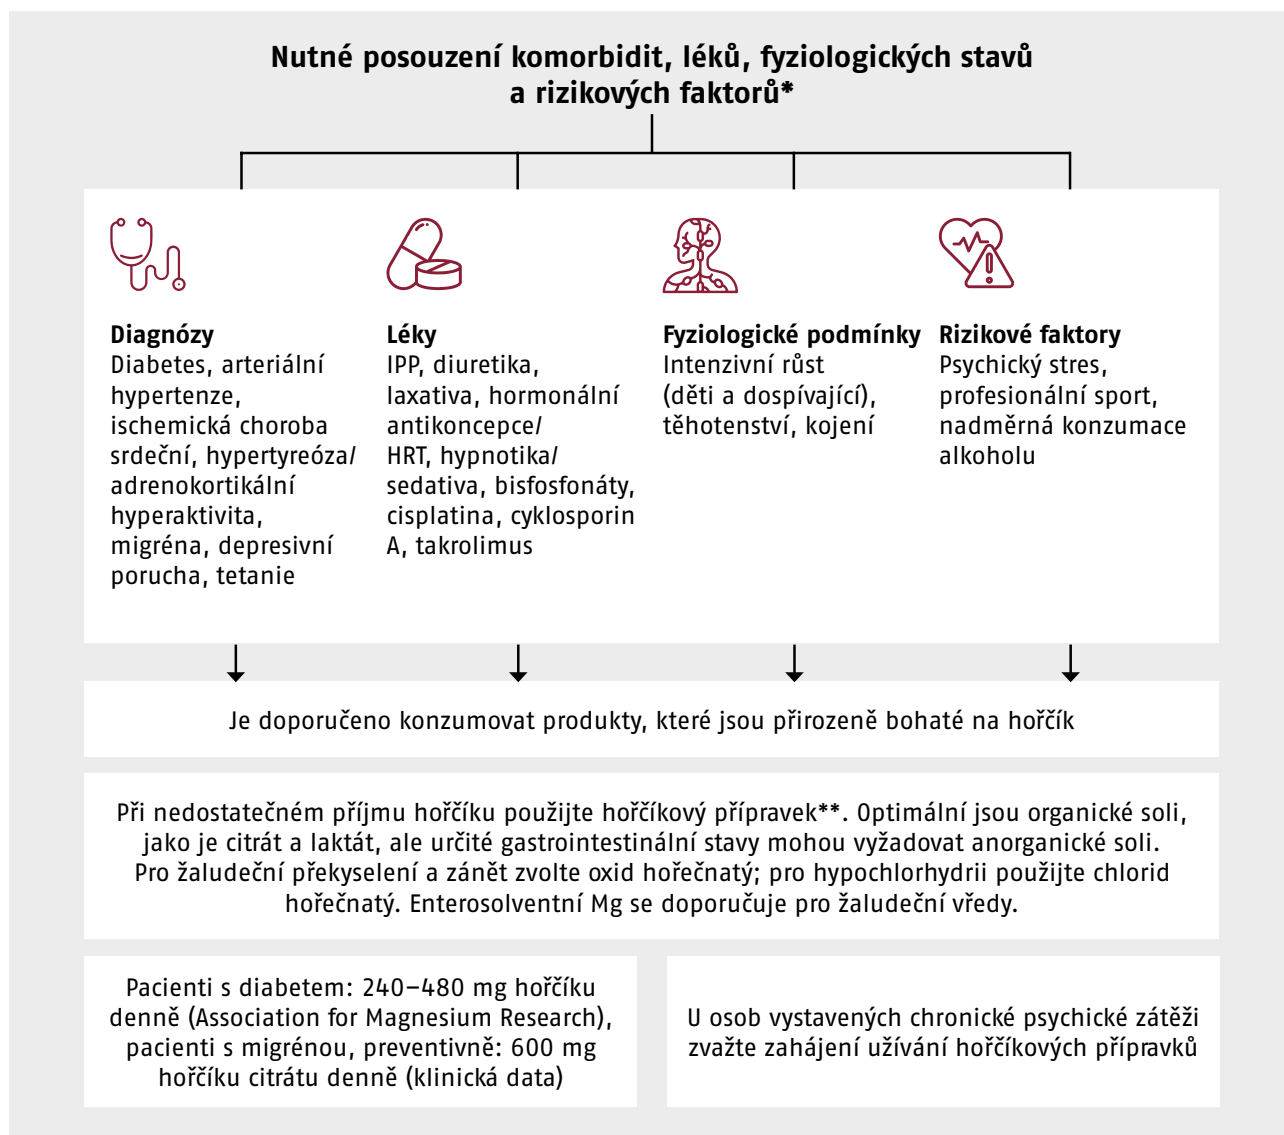 Nutné posouzení komorbidit, léků, fyziologických stavů
a rizikových faktorů*
Diagnózy
Diabetes, arteriální
hypertenze,
ischemická choroba
srdeční, hypertyreóza/
adrenokortikální
hyperaktivita,
migréna, depresivní
porucha, tetanie
Léky
IPP, diuretika,
laxativa, hormonální
antikoncepce/
HRT, hypnotika/
sedativa, bisfosfonáty,
cisplatina, cyklosporin
A, takrolimus
Fyziologické podmínky
Intenzivní růst
(děti a dospívající),
těhotenství, kojení
Rizikové faktory
Psychický stres,
profesionální sport,
nadměrná konzumace
alkoholu
Je doporučeno konzumovat produkty, které jsou přirozeně bohaté na hořčík
Při nedostatečném příjmu hořčíku použijte hořčíkový přípravek**. Optimální jsou organické soli,
jako je citrát a laktát, ale určité gastrointestinální stavy mohou vyžadovat anorganické soli.
Pro žaludeční překyselení a zánět zvolte oxid hořečnatý; pro hypochlorhydrii použijte chlorid
hořečnatý. Enterosolventní Mg se doporučuje pro žaludeční vředy.
Pacienti s diabetem: 240–480 mg hořčíku
denně (Association for Magnesium Research),
pacienti s migrénou, preventivně: 600 mg
hořčíku citrátu denně (klinická data)
U osob vystavených chronické psychické zátěži
zvažte zahájení užívání hořčíkových přípravků